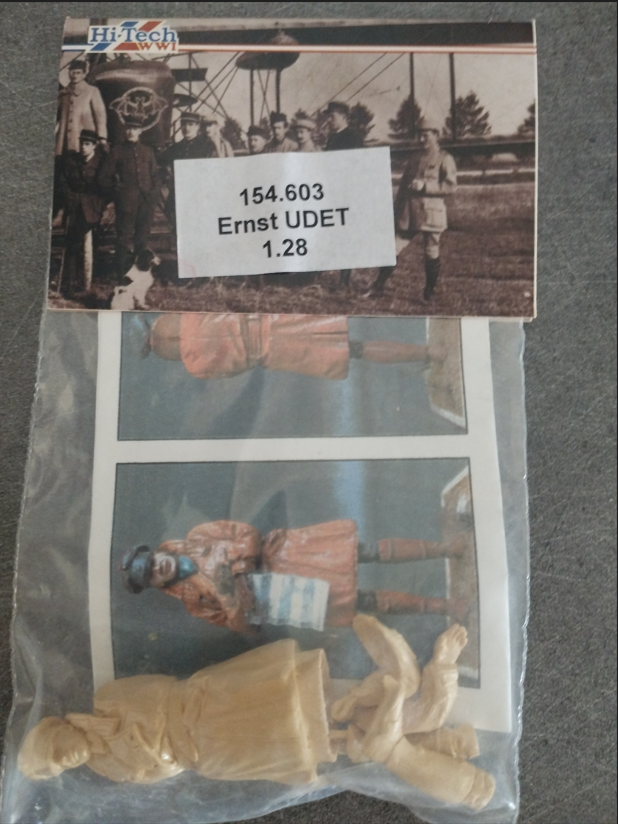 Hi-Tech
WWI
154.603
Ernst UDET
1.28